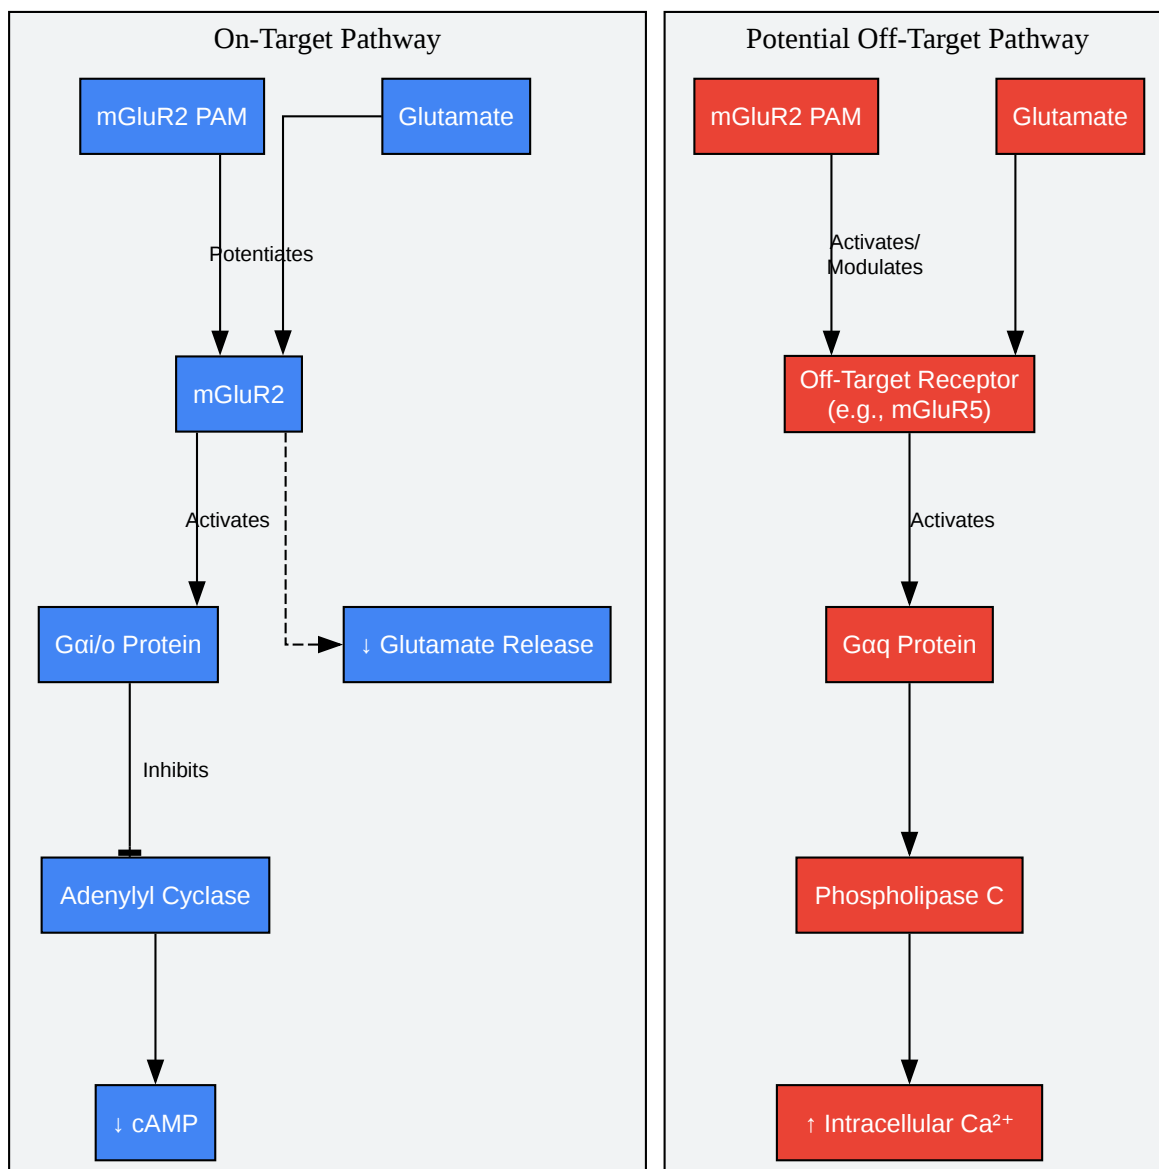 On-Target Pathway
mGluR2 PAM
Glutamate
Potentiates
mGluR2
Activates
Gαi/o Protein
↓ Glutamate Release
Inhibits
Adenylyl Cyclase
↓ cAMP
Potential Off-Target Pathway
mGluR2 PAM
Glutamate
Activates/
Modulates
Off-Target Receptor
(e.g., mGluR5)
Activates
Gαq Protein
Phospholipase C
↑ Intracellular Ca²⁺